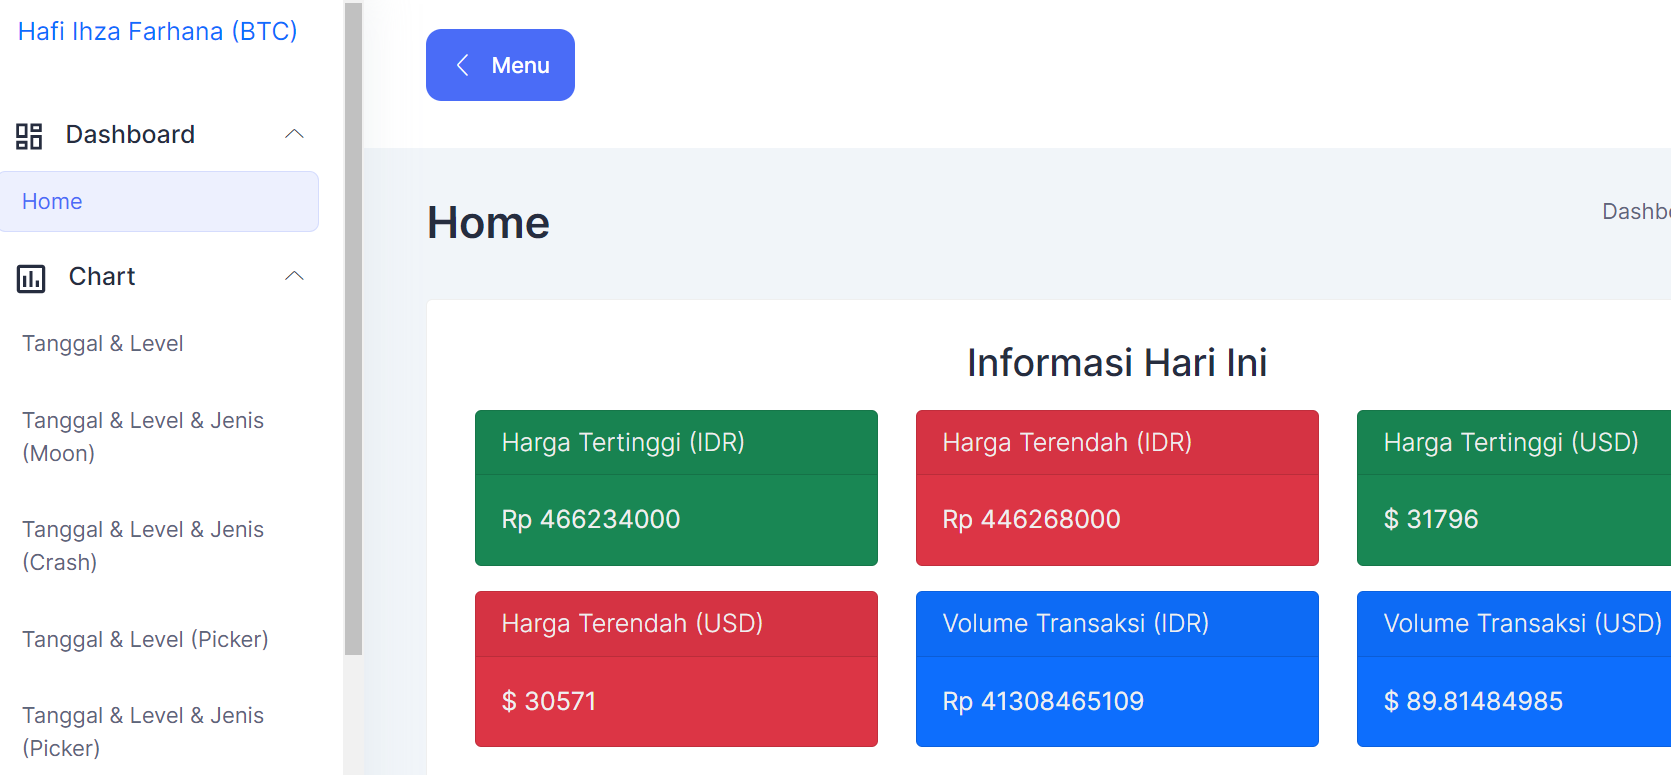 Hafi Ihza Farhana (BTC)
Dashboard
Home
Chart
Tanggal & Level
Tanggal & Level & Jenis
(Moon)
Tanggal & Level & Jenis
(Crash)
Tanggal & Level (Picker)
Tanggal & Level & Jenis
(Picker)
Menu
Home
Informasi Hari Ini
Harga Tertinggi (IDR)
Rp 466234000
Harga Terendah (IDR)
Rp 446268000
Harga Tertinggi (USD)
$ 31796
Harga Terendah (USD)
$ 30571
Volume Transaksi (IDR)
Rp 41308465109
Volume Transaksi (USD)
$ 89.81484985